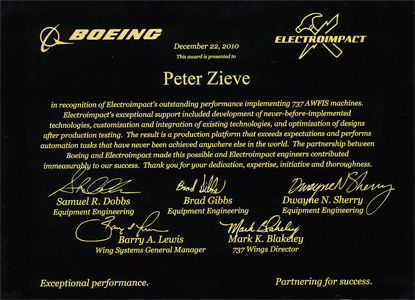 BOEING
ELECTROIMPACT
December 22, 2010
This award is presented to
Peter Zieve
in recognition of Electroimpact's outstanding performance implementing 737 AWFIS machines.
Electroimpact's exceptional support included development of never-before-implemented
technologies, customization and integration of existing technologies, and optimization of designs
after production testing. The result is a production platform that exceeds expectations and performs
automation tasks that have never been achieved anywhere else in the world. The partnership between
Boeing and Electroimpact made this possible and Electroimpact engineers contributed
immeasurably to our success. Thank you for your dedication, expertise, initiative and thoroughness.
Brad Gibbs
Dwayne N. Sherry
Samuel R. Dobbs
Brad Gibbs
Dwayne N. Sherry
Equipment Engineering
Equipment Engineering
Equipment Engineering
Mark Blakeley
Barry A. Lewis
Mark K. Blakeley
Wing Systems General Manager
737 Wings Director
Exceptional performance.
Partnering for success.